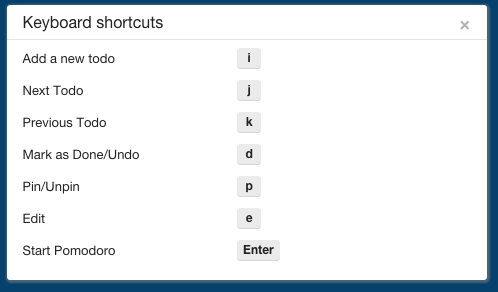 Keyboard shortcuts ×
Add a new todo i
Next Todo j
Previous Todo k
Mark as Done/Undo d
Pin/Unpin p
Edit e
Start Pomodoro Enter